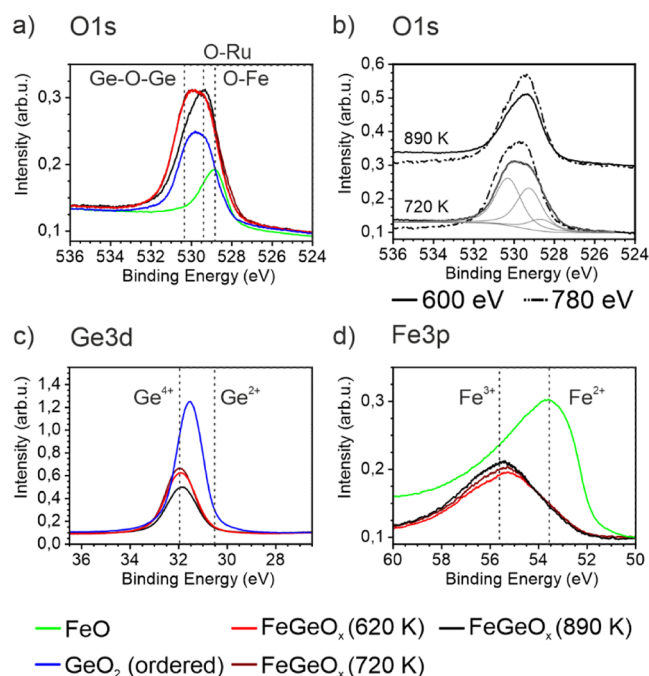 a) O1s
O-Ru
Ge-O-Ge O-Fe
Intensity (arb.u.)
0,3
0,2
0,1
536 534 532 530 528 526 524
Binding Energy (eV)
b) O1s
Intensity (arb.u.)
0,6
0,5
0,4
0,3
0,2
0,1
890 K
720 K
536 534 532 530 528 526 524
Binding Energy (eV)
600 eV 780 eV
c) Ge3d
Ge4+ Ge2+
Intensity (arb.u.)
1,4
1,2
1,0
0,8
0,6
0,4
0,2
0,0
36 34 32 30 28
Binding Energy (eV)
d) Fe3p
Fe3+ Fe2+
Intensity (arb.u.)
0,3
0,2
0,1
60 58 56 54 52 50
Binding Energy (eV)
FeO FeGeOx (620 K) FeGeOx (890 K)
GeO2 (ordered) FeGeOx (720 K)